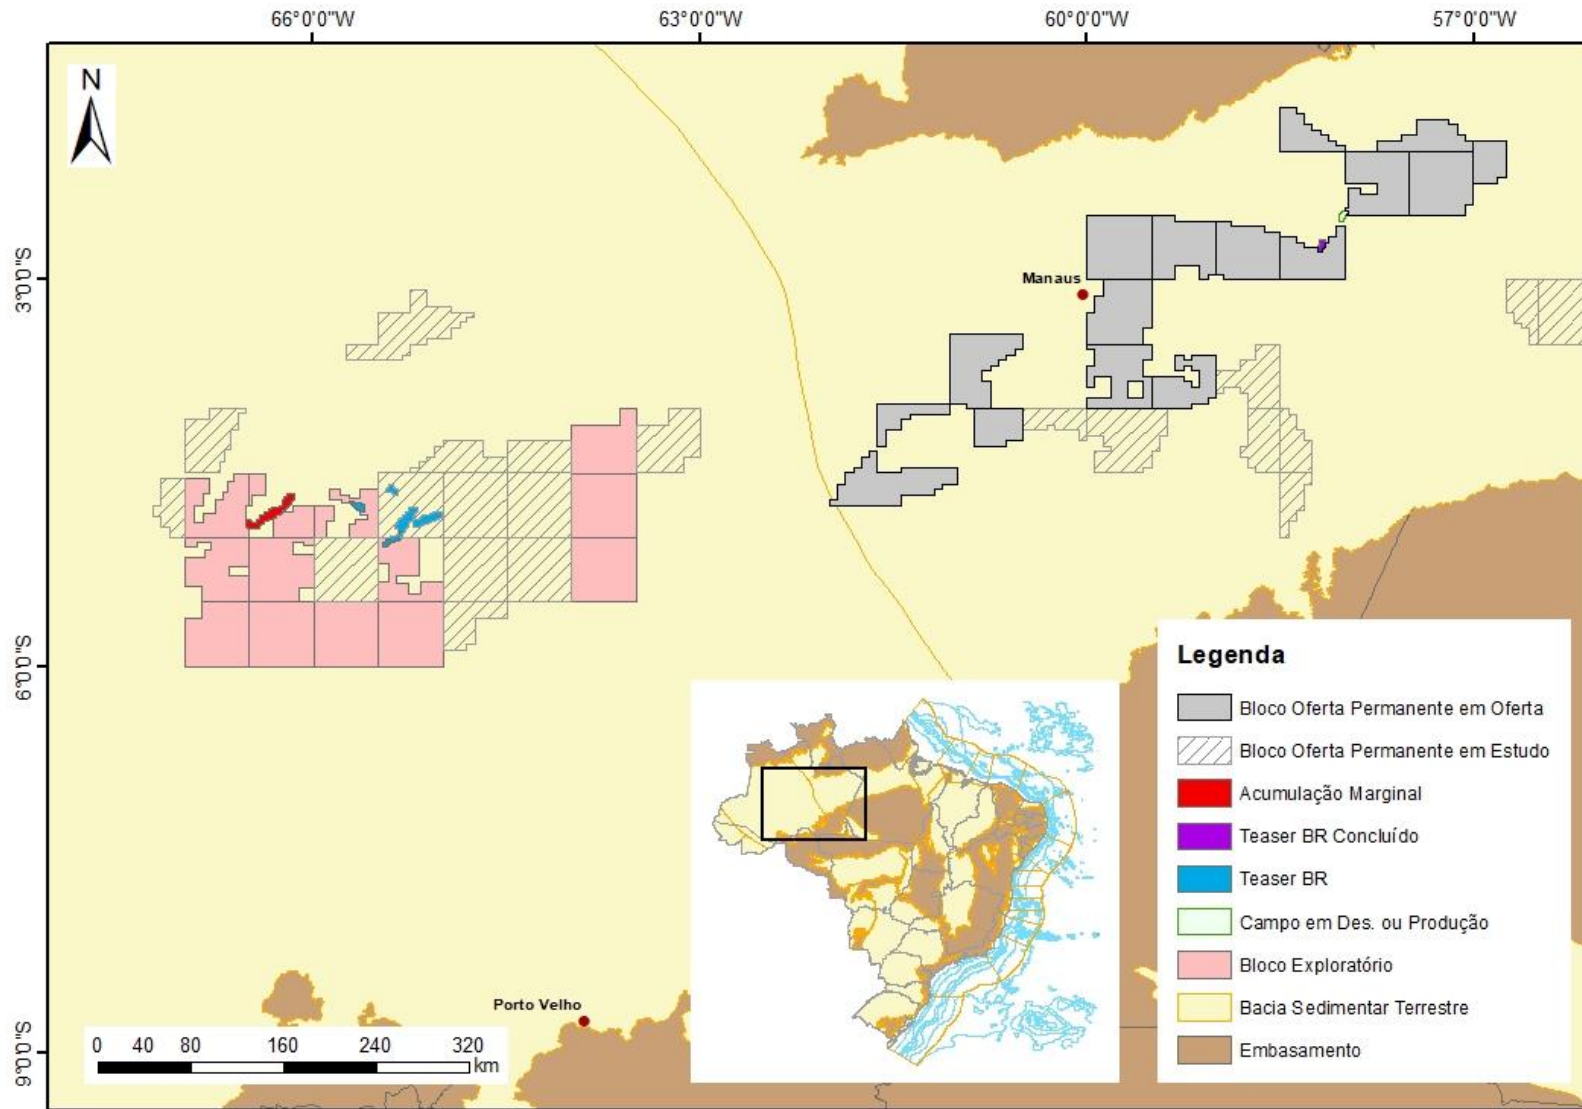 66°0'0"W 63°0'0"W 60°0'0"W 57°0'0"W
N
3°0'0"S
Manaus
6°0'0"S
Legenda
Bloco Oferta Permanente em Oferta
Bloco Oferta Permanente em Estudo
Acumulação Marginal
Teaser BR Concluído
Teaser BR
Campo em Des. ou Produção
Bloco Exploratório
Bacia Sedimentar Terrestre
Embasamento
Porto Velho
9°0'0"S
0 40 80 160 240 320
km